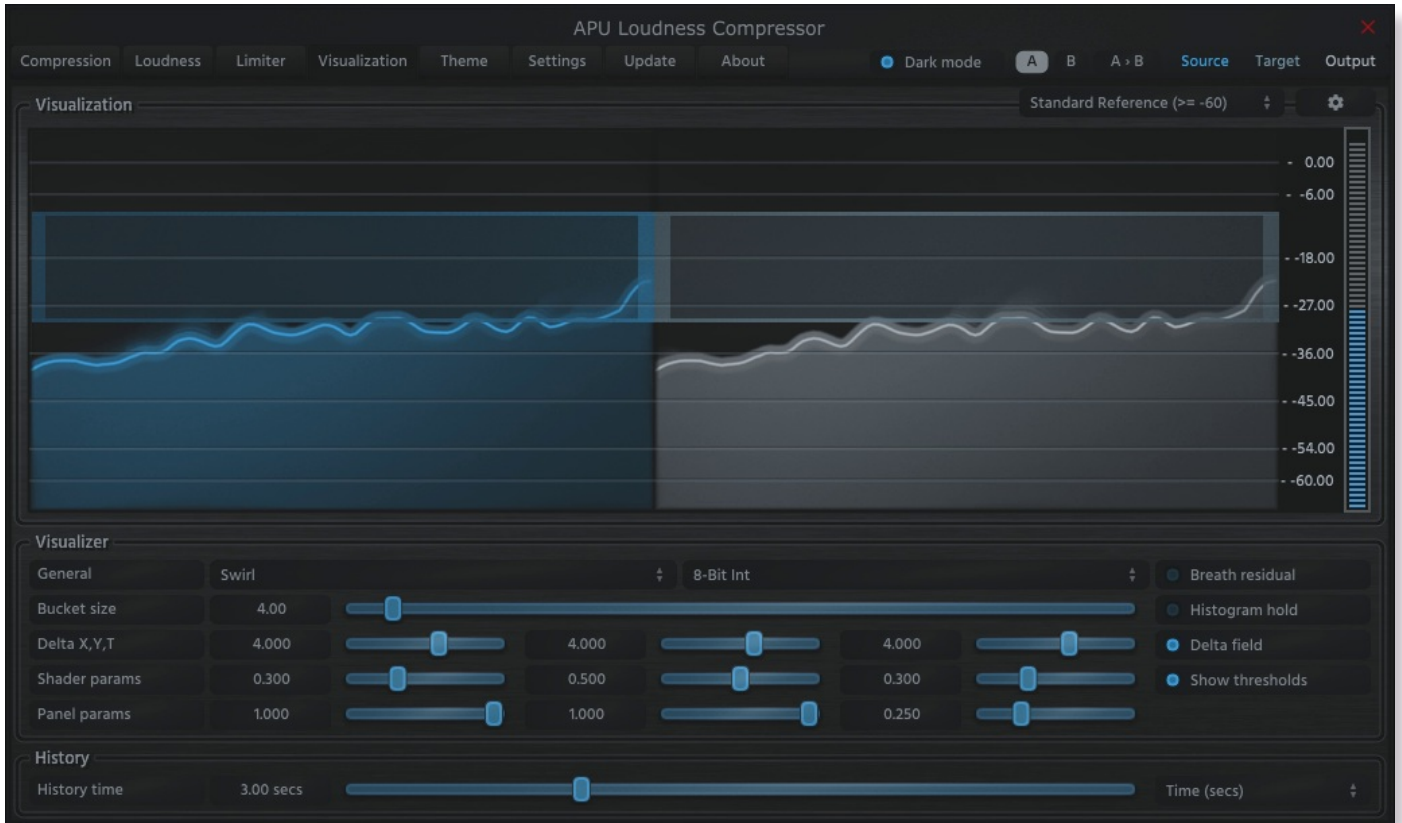 APU Loudness Compressor
Compression Loudness Limiter Visualization Theme Settings Update About Dark mode A B A › B Source Target Output
Visualization Standard Reference (>= -60)
- 0.00
- -6.00
- -18.00
- -27.00
- -36.00
- -45.00
- -54.00
- -60.00
Visualizer
General Swirl 8-Bit Int Breath residual
Bucket size 4.00 Histogram hold
Delta X,Y,T 4.000 4.000 4.000 Delta field
Shader params 0.300 0.500 0.300 Show thresholds
Panel params 1.000 1.000 0.250
History
History time 3.00 secs Time (secs)